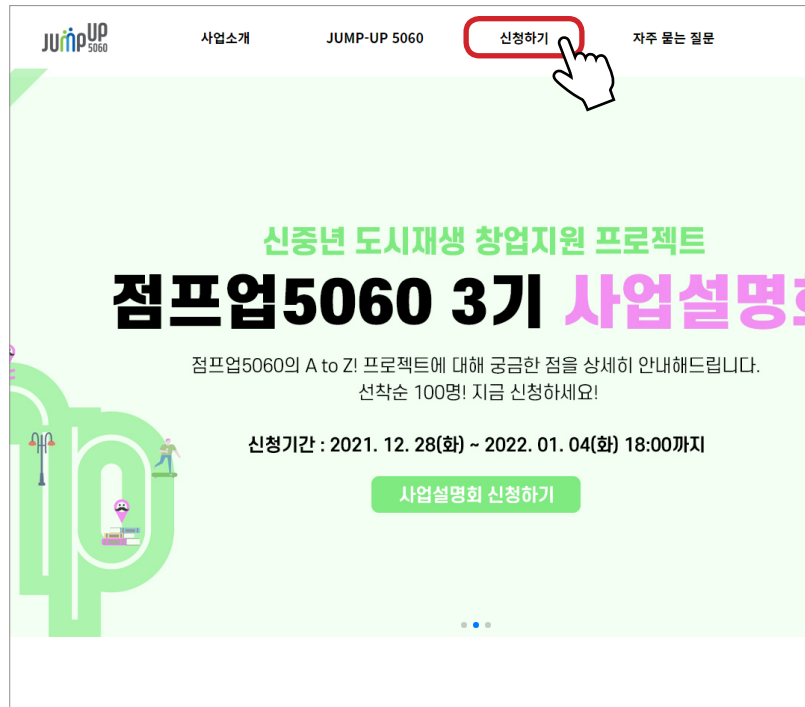 JUMPUP
5060
사업소개
JUMP-UP 5060
신청하기
자주 묻는 질문
신중년 도시재생 창업지원 프로젝트
점프업5060 3기 사업설명회
점프업5060의 A to Z! 프로젝트에 대해 궁금한 점을 상세히 안내해드립니다.
선착순 100명! 지금 신청하세요!
신청기간 : 2021. 12. 28(화) ~ 2022. 01. 04(화) 18:00까지
사업설명회 신청하기